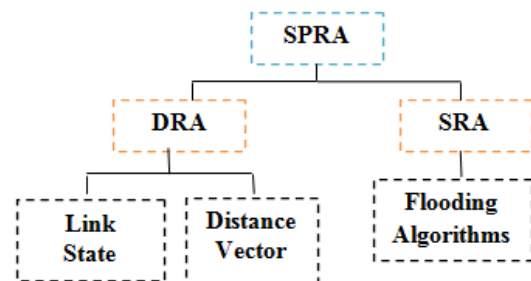 SPRA
DRA
SRA
Link
State
Distance
Vector
Flooding
Algorithms